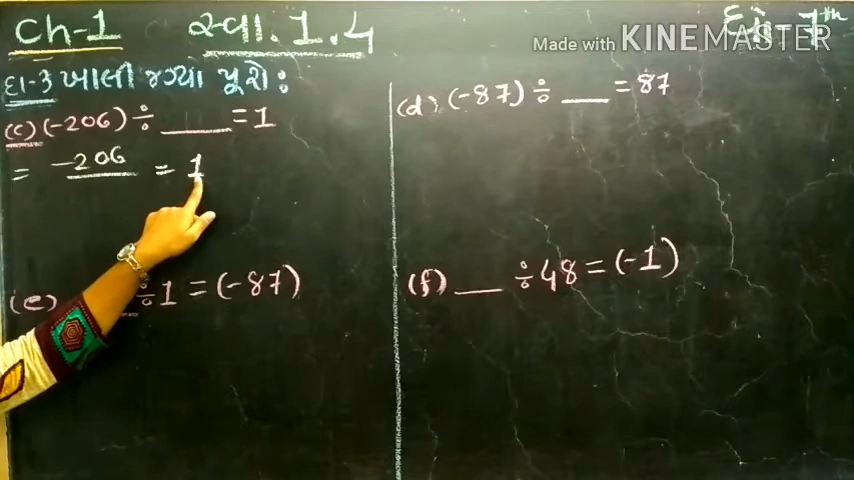 ch-1 સ્વા. 1.4 ધો. 7th
Made with KINEMASTER
દા-3 ખાલી જગ્યા પૂરો:
(c) (-206) ÷ ____ = 1
= -206 = 1
(e) ÷ 1 = (-87)
(d) (-87) ÷ ____ = 87
(f) ____ ÷ 48 = (-1)